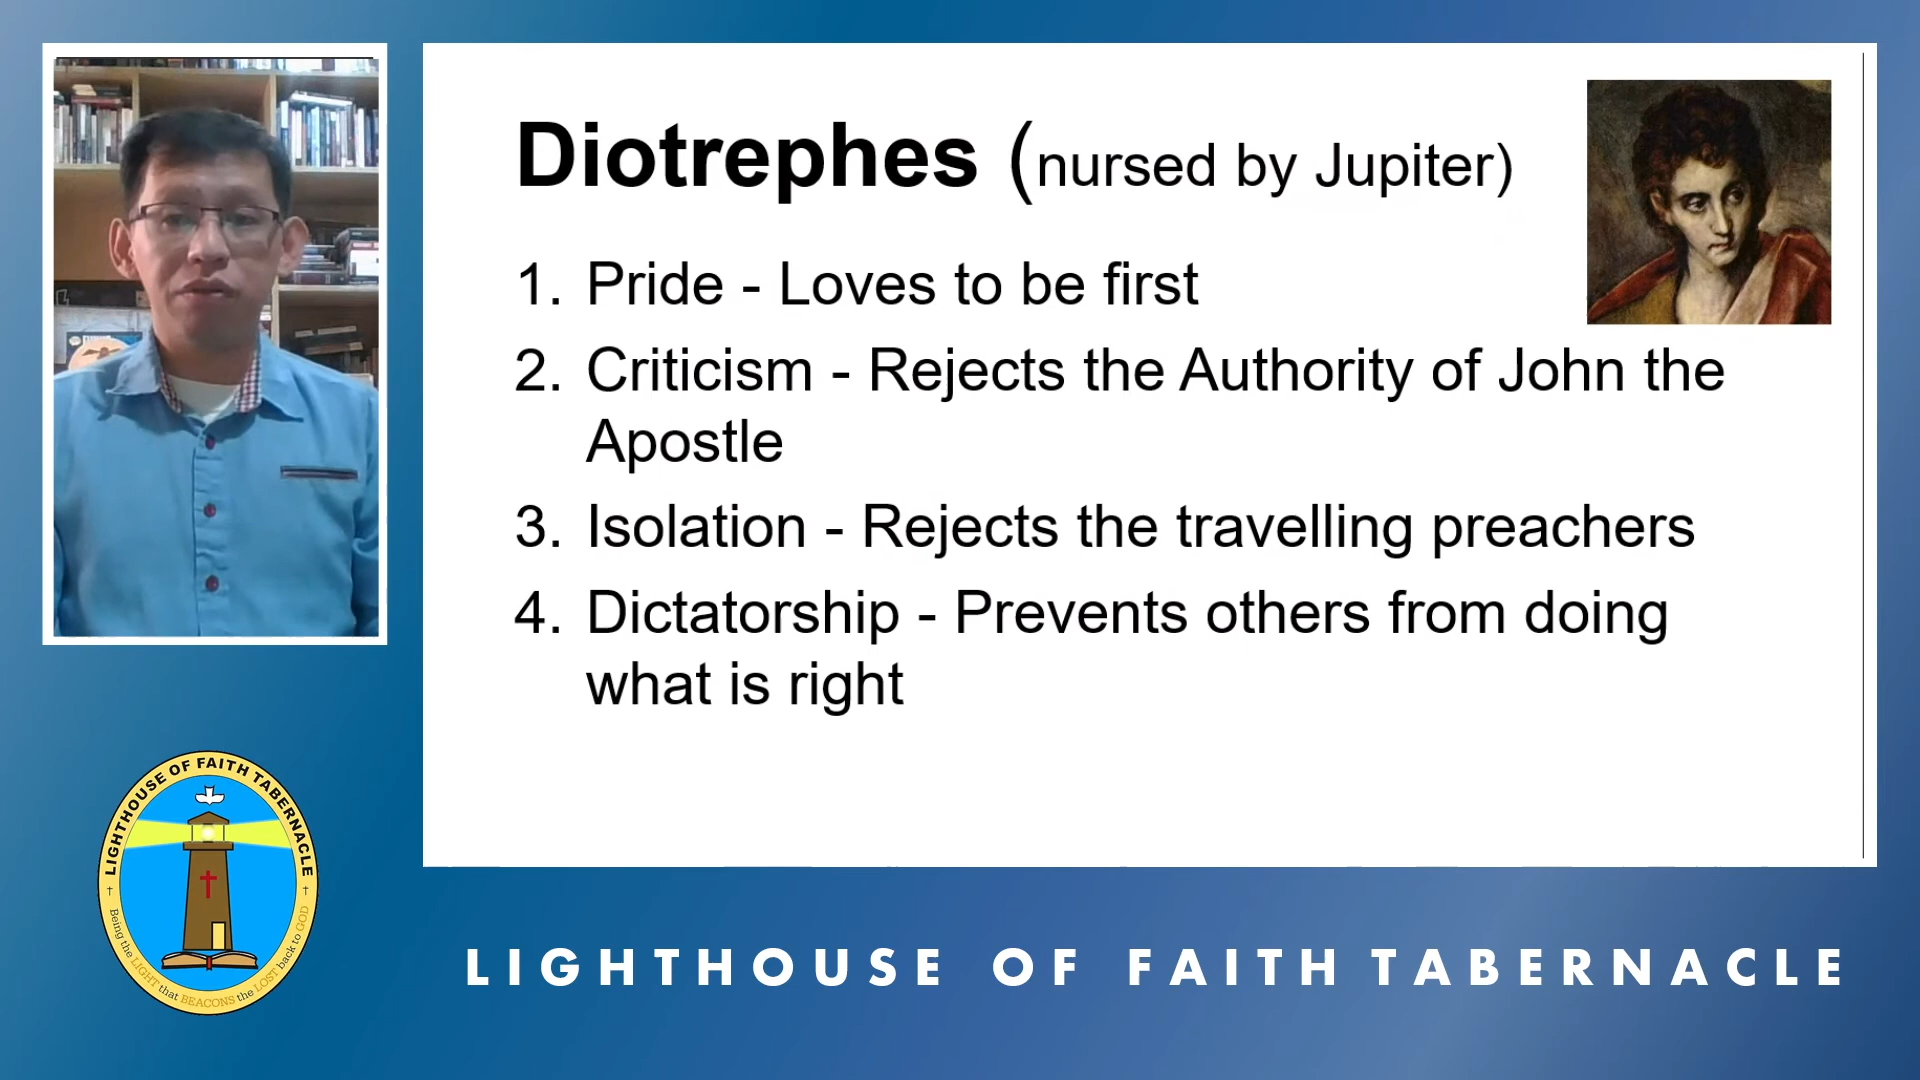 Diotrephes (nursed by Jupiter)
1. Pride - Loves to be first
2. Criticism - Rejects the Authority of John the
Apostle
3. Isolation - Rejects the travelling preachers
4. Dictatorship - Prevents others from doing
what is right
LIGHTHOUSE OF FAITH TABERNACLE
Being the LIGHT that BEACONS the LOST back to GOD
LIGHTHOUSE OF FAITH TABERNACLE